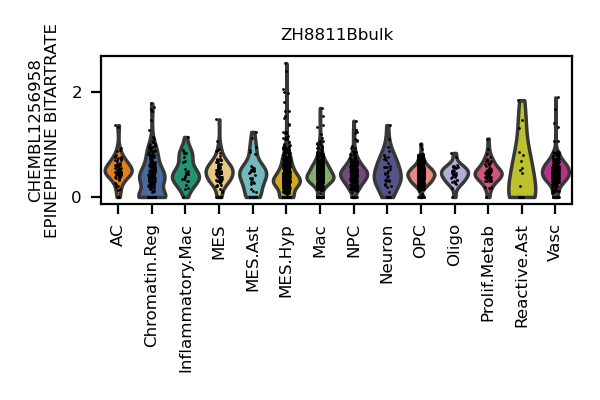 ZH8811Bbulk
CHEMBL1256958
EPINEPHRINE BITARTRATE
2
0
AC
Chromatin.Reg
Inflammatory.Mac
MES
MES.Ast
MES.Hyp
Mac
NPC
Neuron
OPC
Oligo
Prolif.Metab
Reactive.Ast
Vasc